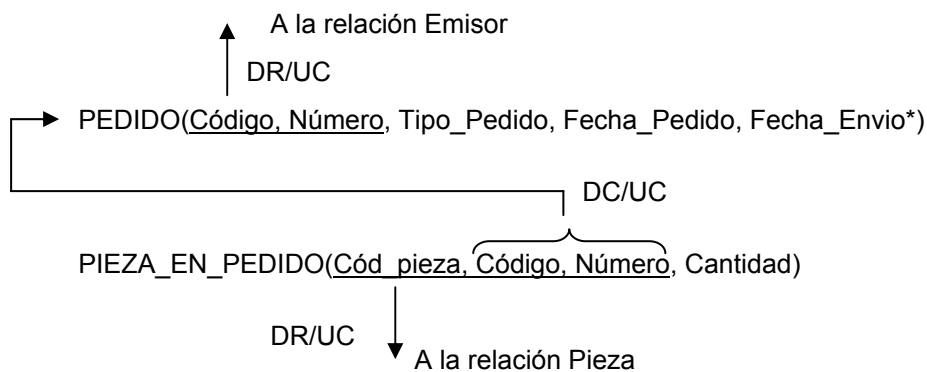 A la relación Emisor
DR/UC
PEDIDO(Código, Número, Tipo_Pedido, Fecha_Pedido, Fecha_Envio*)
DC/UC
PIEZA_EN_PEDIDO(Cód_pieza, Código, Número, Cantidad)
DR/UC
A la relación Pieza